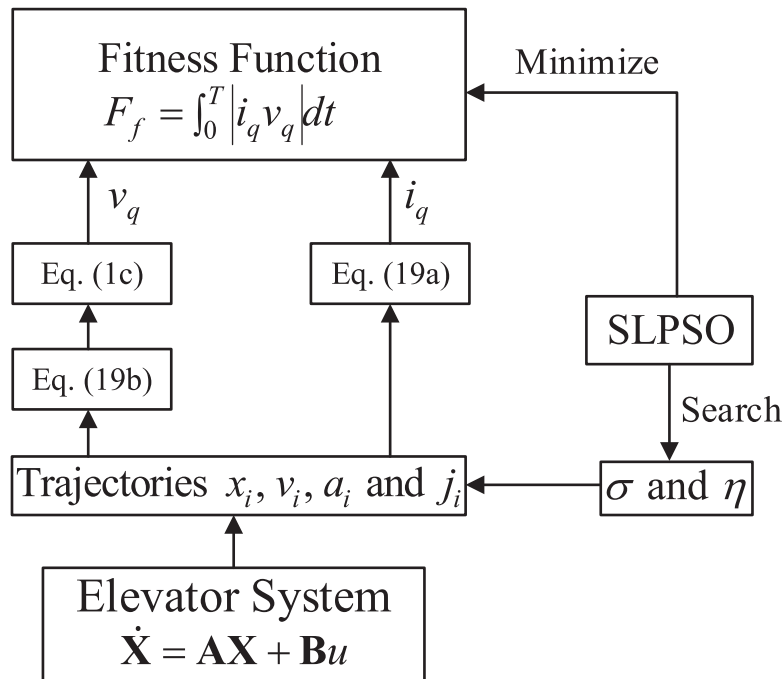 Fitness Function
F_f = ∫_0^T |i_q v_q| dt
Minimize
v_q
i_q
Eq. (1c)
Eq. (19a)
SLPSO
Eq. (19b)
Search
Trajectories x_i, v_i, a_i and j_i
σ and η
Elevator System
Ẋ = AX + Bu